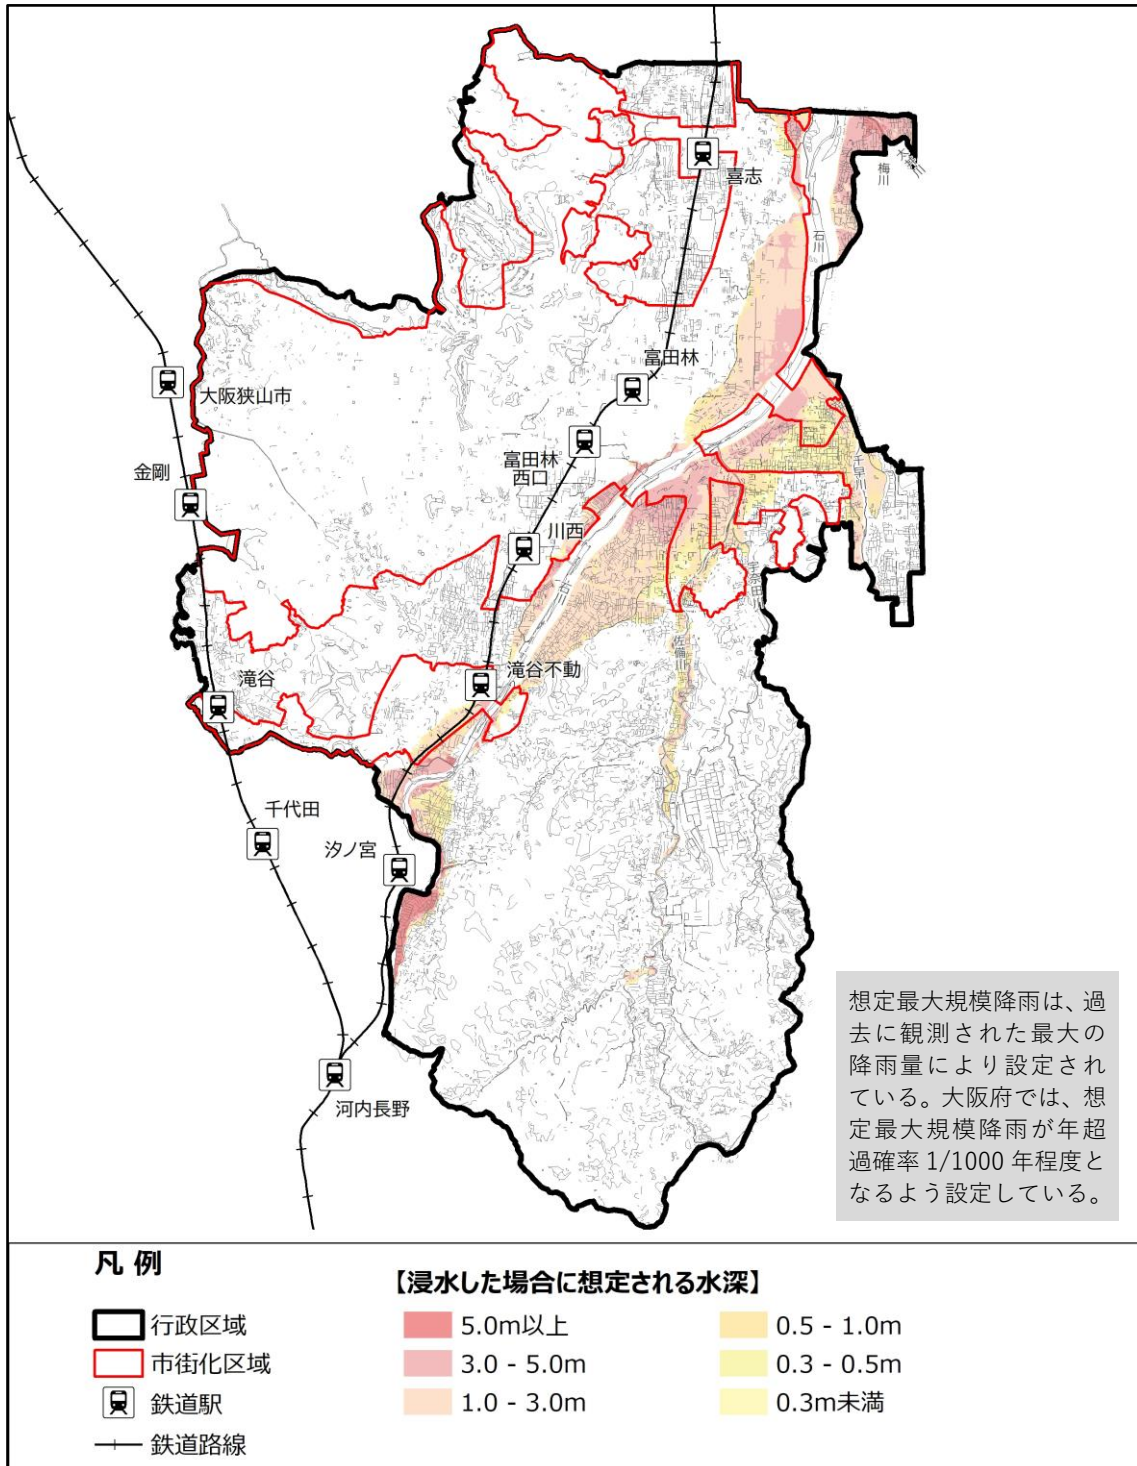 喜志
梅川
石川
富田林
大阪狭山市
富田林
西口
金剛
千早川
川西
石川
佐備川
滝谷不動
滝谷
千代田
汐ノ宮
河内長野
想定最大規模降雨は、過
去に観測された最大の
降雨量により設定され
ている。大阪府では、想
定最大規模降雨が年超
過確率 1/1000 年程度と
なるよう設定している。
凡 例
【浸水した場合に想定される水深】
行政区域
市街化区域
鉄道駅
鉄道路線
5.0m以上
3.0 - 5.0m
1.0 - 3.0m
0.5 - 1.0m
0.3 - 0.5m
0.3m未満